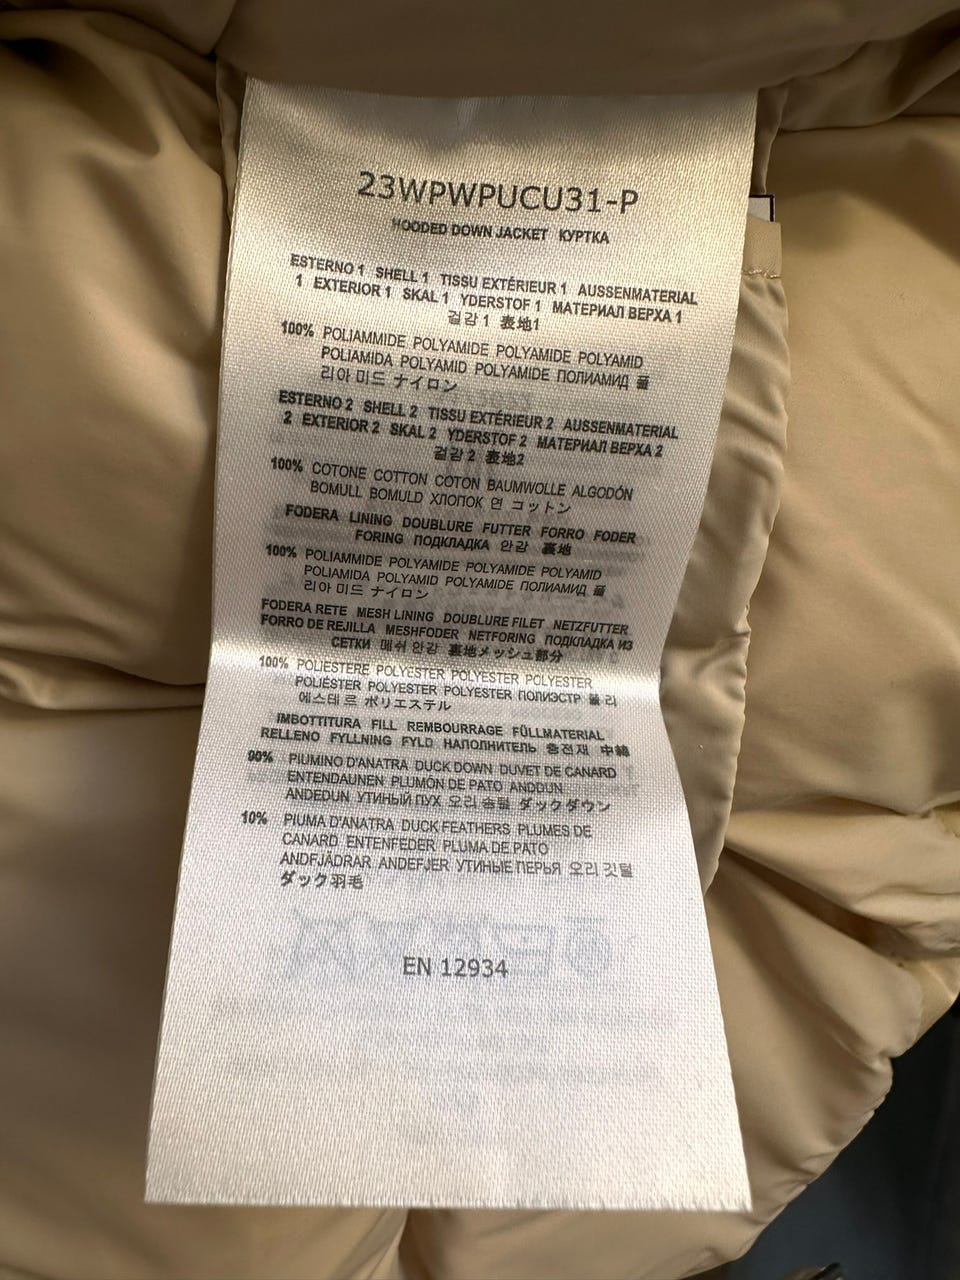 23WPWPUCU31-P
HOODED DOWN JACKET КУРТКА
ESTERNO 1 SHELL 1 TISSU EXTÉRIEUR 1 AUSSENMATERIAL
1 EXTERIOR 1 SKAL 1 YDERSTOF 1 МАТЕРИАЛ ВЕРХА 1
겉감 1 表地1
100% POLIAMMIDE POLYAMIDE POLYAMIDE POLYAMID
POLIAMIDA POLYAMID POLYAMIDE ПОЛИАМИД 폴
리아 미드 ナイロン
ESTERNO 2 SHELL 2 TISSU EXTÉRIEUR 2 AUSSENMATERIAL
2 EXTERIOR 2 SKAL 2 YDERSTOF 2 МАТЕРИАЛ ВЕРХА 2
겉감 2 表地2
100% COTONE COTTON COTON BAUMWOLLE ALGODÓN
BOMULL BOMULD ХЛОПОК 면 コットン
FODERA LINING DOUBLURE FUTTER FORRO FODER
FORING ПОДКЛАДКА 안감 裏地
100% POLIAMMIDE POLYAMIDE POLYAMIDE POLYAMID
POLIAMIDA POLYAMID POLYAMIDE ПОЛИАМИД 폴
리아 미드 ナイロン
FODERA RETE MESH LINING DOUBLURE FILET NETZFUTTER
FORRO DE REJILLA MESHFODER NETFORING ПОДКЛАДКА ИЗ
СЕТКИ 메쉬 안감 裏地メッシュ部分
100% POLIESTERE POLYESTER POLYESTER POLYESTER
POLIÉSTER POLYESTER POLYESTER ПОЛИЭСТР 폴 리
에스테 르 ポリエステル
IMBOTTITURA FILL REMBOURRAGE FÜLLMATERIAL
RELLENO FYLLNING FYLD НАПОЛНИТЕЛЬ 충전재 中綿
90% PIUMINO D'ANATRA DUCK DOWN DUVET DE CANARD
ENTENDAUNEN PLUMÓN DE PATO ANDDUN
ANDEDUN УТИНЫЙ ПУХ 오리 솜털 ダックダウン
10% PIUMA D'ANATRA DUCK FEATHERS PLUMES DE
CANARD ENTENFEDER PLUMA DE PATO
ANDFJÄDRAR ANDEFJER УТИНЫЕ ПЕРЬЯ 오리 깃털
ダック羽毛
EN 12934